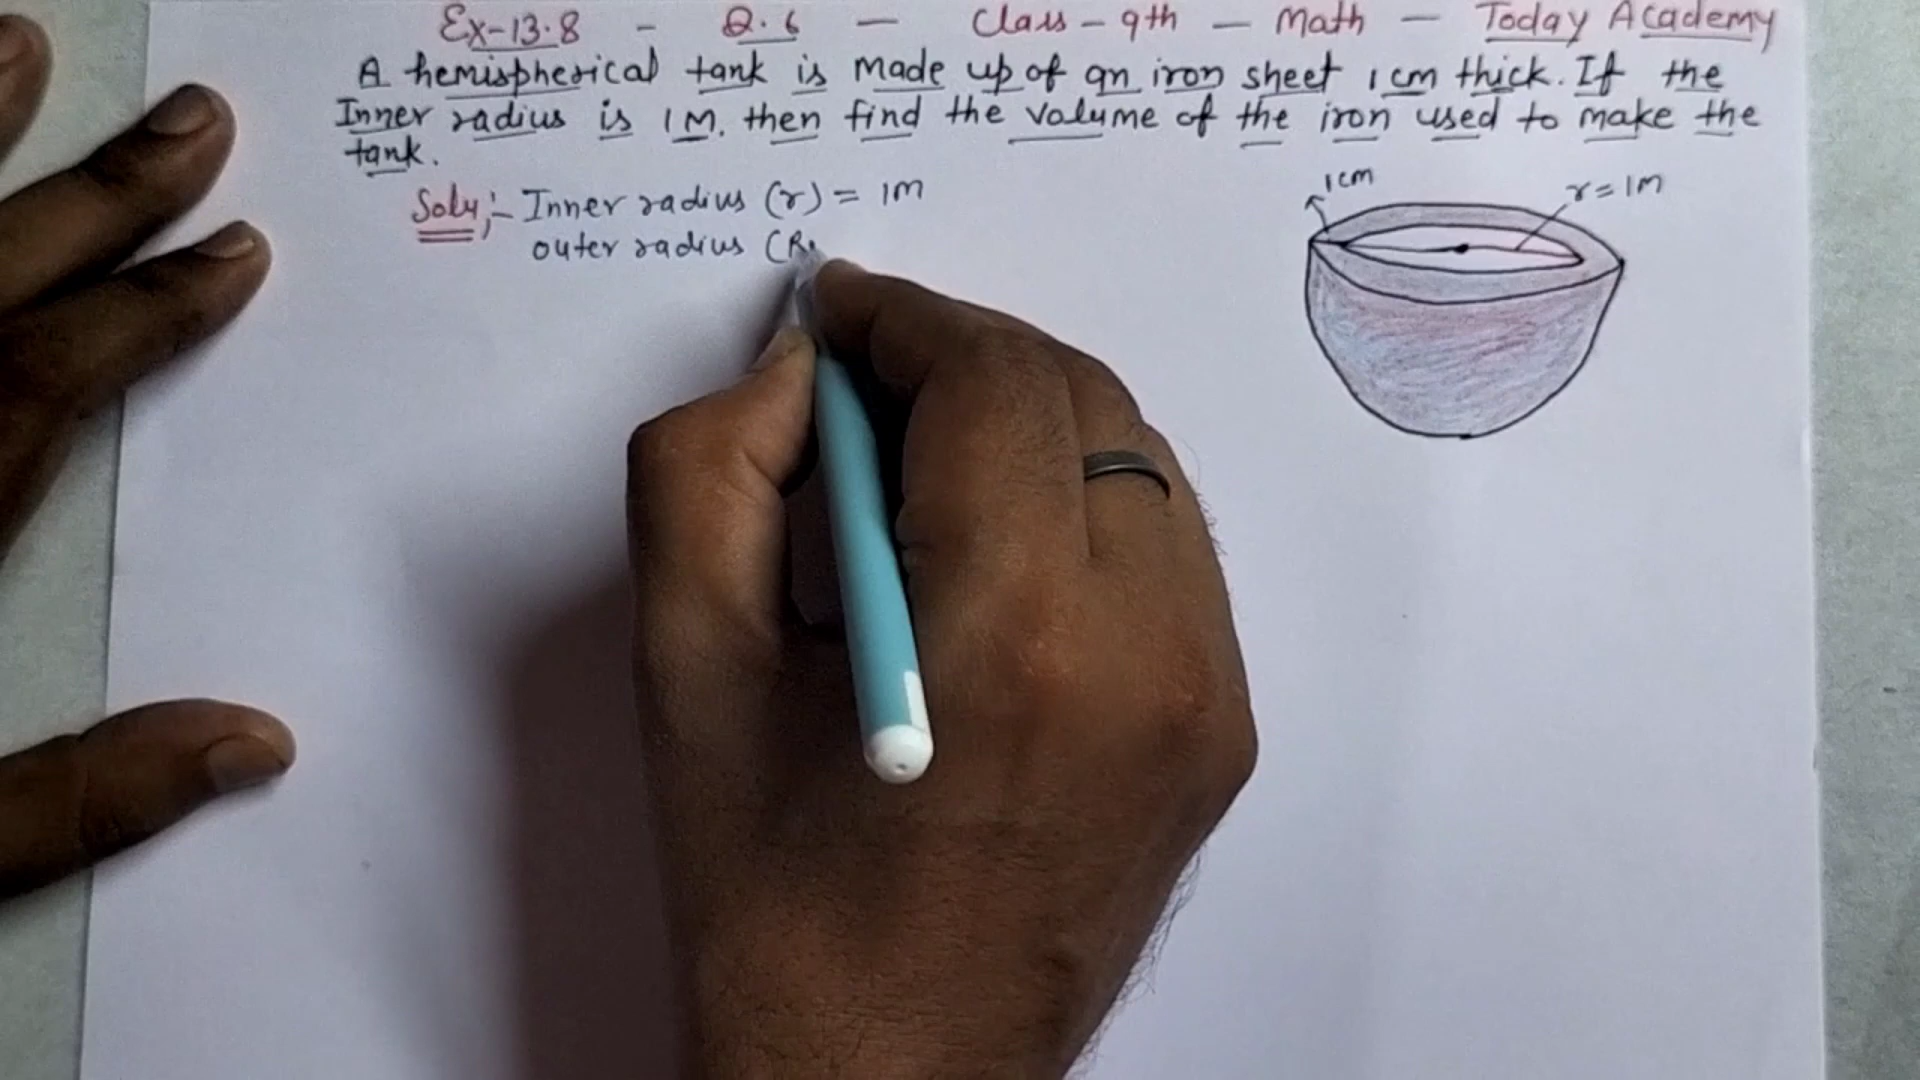 Ex-13.8 - Q.6 - Class - 9th - Math - Today Academy
A hemispherical tank is made up of an iron sheet 1cm thick. If the
Inner radius is 1M. then find the volume of the iron used to make the
tank.
Soln:- Inner radius (r) = 1M
outer radius (R
1cm
r = 1M